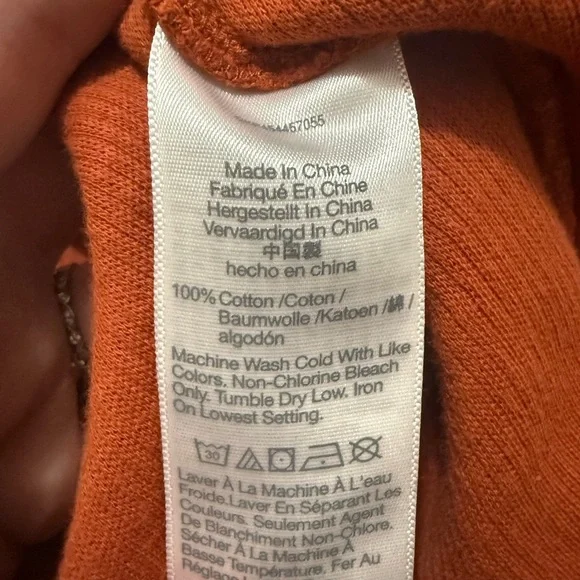 54457055
Made In China
Fabriqué En Chine
Hergestellt In China
Vervaardigd In China
中国製
hecho en china
100% Cotton /Coton /
Baumwolle /Katoen /綿 /
algodón
Machine Wash Cold With Like
Colors. Non-Chlorine Bleach
Only. Tumble Dry Low. Iron
On Lowest Setting.
30
Laver À La Machine À L'eau
Froide.Laver En Séparant Les
Couleurs. Seulement Agent
De Blanchiment Non-Chlore.
Sécher À La Machine À
Basse Température. Fer Au
Réglage